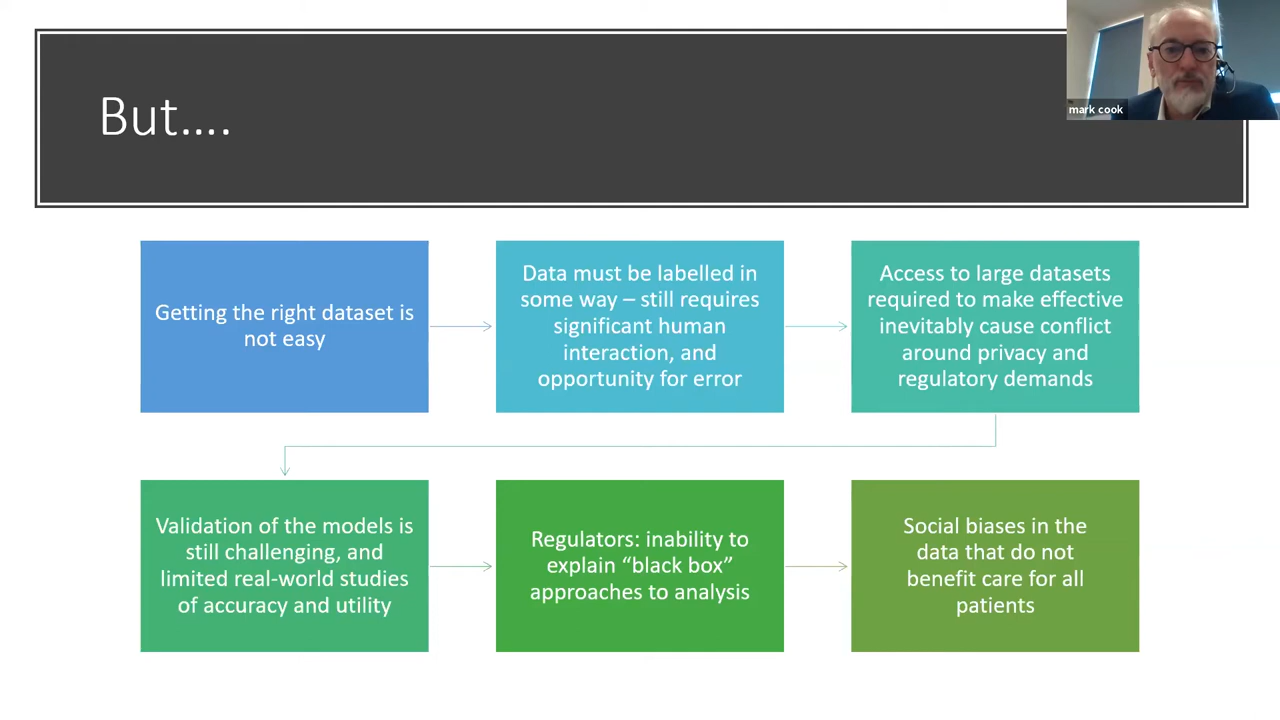 But....
mark cook
Getting the right dataset is
not easy
Data must be labelled in
some way – still requires
significant human
interaction, and
opportunity for error
Access to large datasets
required to make effective
inevitably cause conflict
around privacy and
regulatory demands
Validation of the models is
still challenging, and
limited real-world studies
of accuracy and utility
Regulators: inability to
explain “black box”
approaches to analysis
Social biases in the
data that do not
benefit care for all
patients